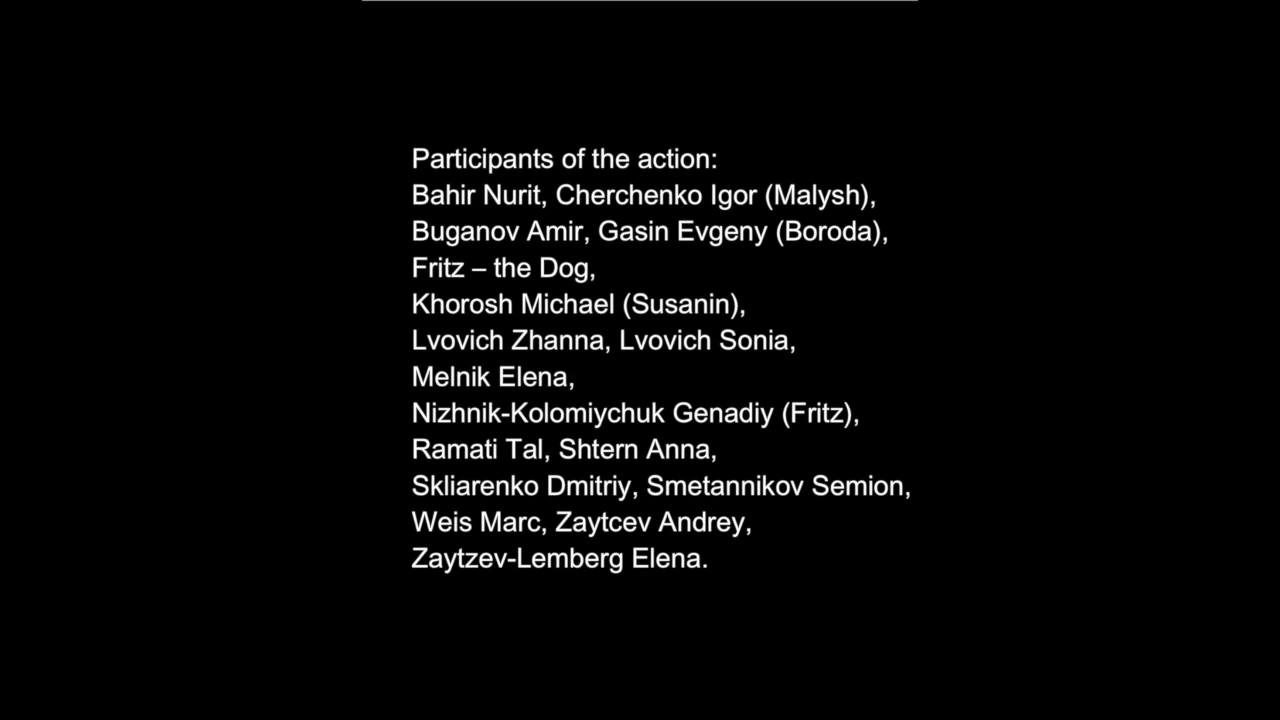 Participants of the action:
Bahir Nurit, Cherchenko Igor (Malysh),
Buganov Amir, Gasin Evgeny (Boroda),
Fritz – the Dog,
Khorosh Michael (Susanin),
Lvovich Zhanna, Lvovich Sonia,
Melnik Elena,
Nizhnik-Kolomiychuk Genadiy (Fritz),
Ramati Tal, Shtern Anna,
Skliarenko Dmitriy, Smetannikov Semion,
Weis Marc, Zaytcev Andrey,
Zaytzev-Lemberg Elena.